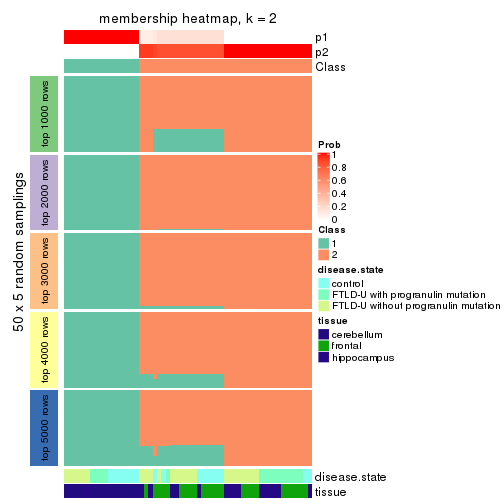 membership heatmap, k = 2
p1
p2
Class
50 x 5 random samplings
top 1000 rows
top 2000 rows
top 3000 rows
top 4000 rows
top 5000 rows
Prob
1
0.8
0.6
0.4
0.2
0
Class
1
2
disease.state
control
FTLD-U with progranulin mutation
FTLD-U without progranulin mutation
tissue
cerebellum
frontal
hippocampus
disease.state
tissue